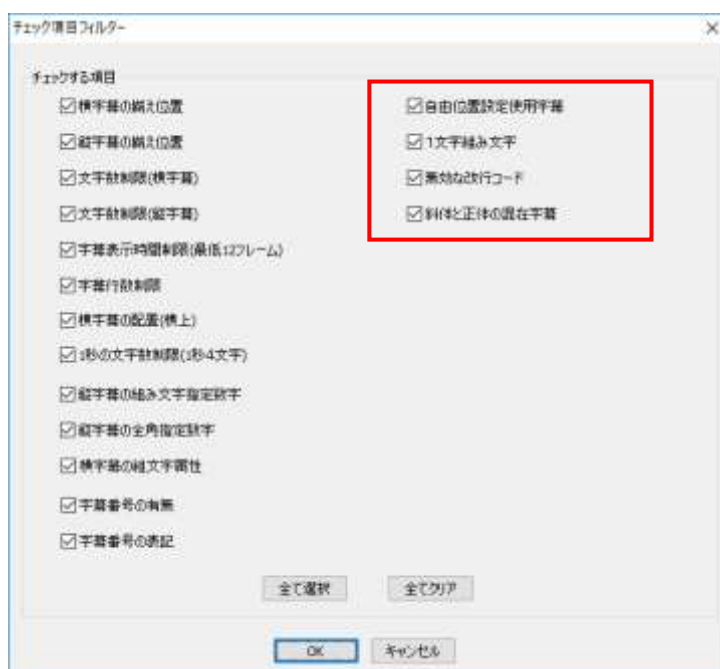 チェック項目フィルター
チェックする項目
横字幕の揃え位置
縦字幕の揃え位置
文字数制限(横字幕)
文字数制限(縦字幕)
字幕表示時間制限(最低12フレーム)
字幕行数制限
横字幕の配置(横上)
1秒の文字数制限(1秒4文字)
縦字幕の組み文字指定数字
縦字幕の全角指定数字
横字幕の組文字属性
字幕番号の有無
字幕番号の表記
自由位置設定使用字幕
1文字組み文字
無効な改行コード
斜体と正体の混在字幕
全て選択
全てクリア
OK
キャンセル